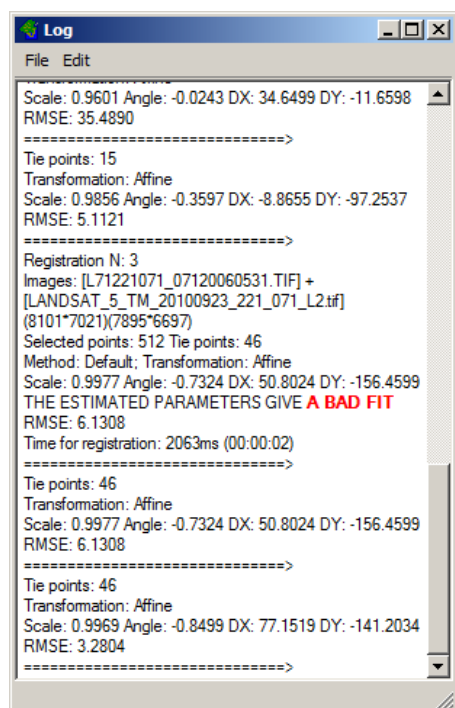 Log
File Edit
Transformation: Affine
Scale: 0.9601 Angle: -0.0243 DX: 34.6499 DY: -11.6598
RMSE: 35.4890
==============================>
Tie points: 15
Transformation: Affine
Scale: 0.9856 Angle: -0.3597 DX: -8.8655 DY: -97.2537
RMSE: 5.1121
==============================>
Registration N: 3
Images: [L71221071_07120060531.TIF] +
[LANDSAT_5_TM_20100923_221_071_L2.tif]
(8101*7021)(7895*6697)
Selected points: 512 Tie points: 46
Method: Default; Transformation: Affine
Scale: 0.9977 Angle: -0.7324 DX: 50.8024 DY: -156.4599
THE ESTIMATED PARAMETERS GIVE A BAD FIT
RMSE: 6.1308
Time for registration: 2063ms (00:00:02)
==============================>
Tie points: 46
Transformation: Affine
Scale: 0.9977 Angle: -0.7324 DX: 50.8024 DY: -156.4599
RMSE: 6.1308
==============================>
Tie points: 46
Transformation: Affine
Scale: 0.9969 Angle: -0.8499 DX: 77.1519 DY: -141.2034
RMSE: 3.2804
==============================>